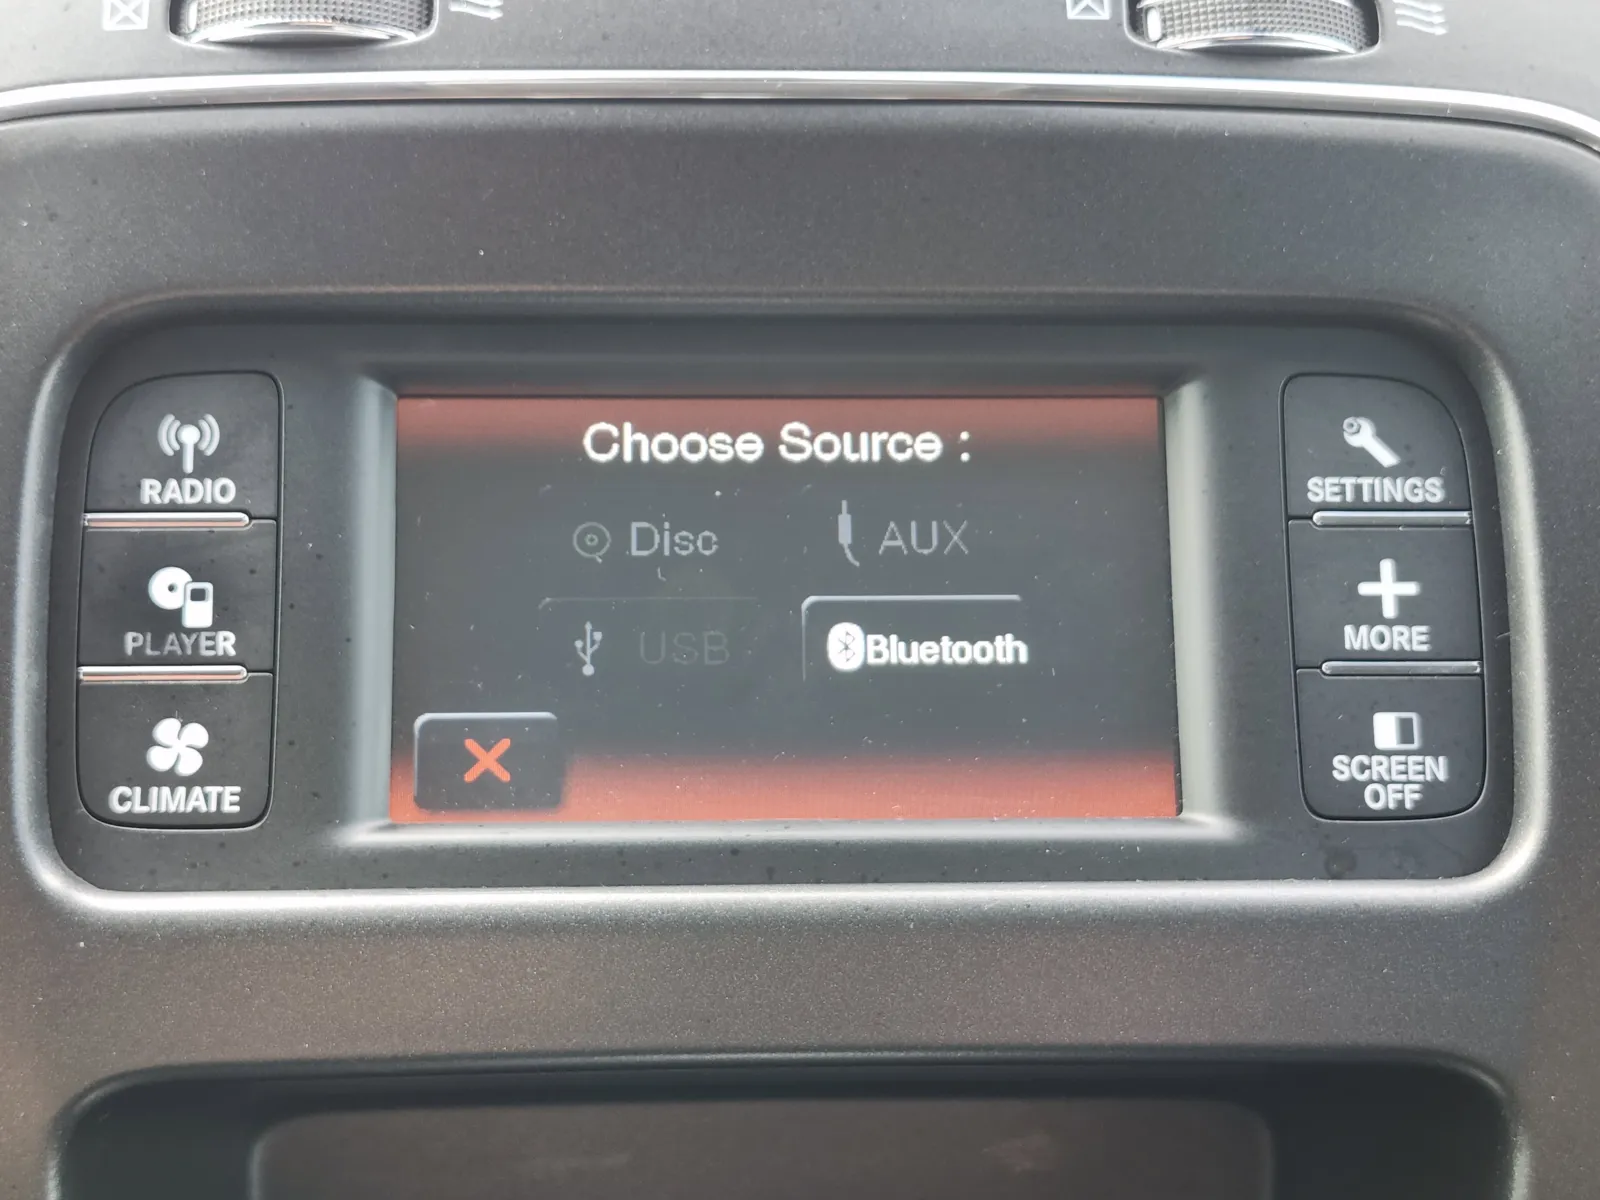 Choose Source :
Disc
AUX
USB
Bluetooth
RADIO
PLAYER
CLIMATE
SETTINGS
MORE
SCREEN
OFF